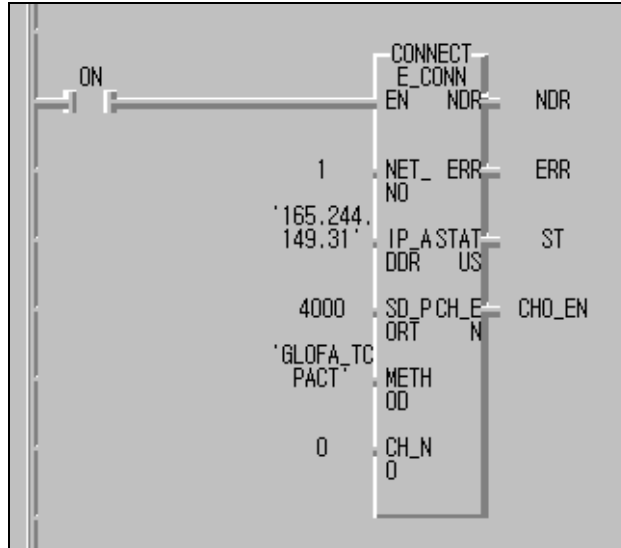 CONNECT
ON E_CONN
EN NDR NDR
1 NET_ ERR ERR
NO
'165.244.
149.31' IP_A STAT ST
DDR US
4000 SD_P CH_E CH0_EN
ORT N
'GLOFA_TC
PACT' METH
OD
0 CH_N
O